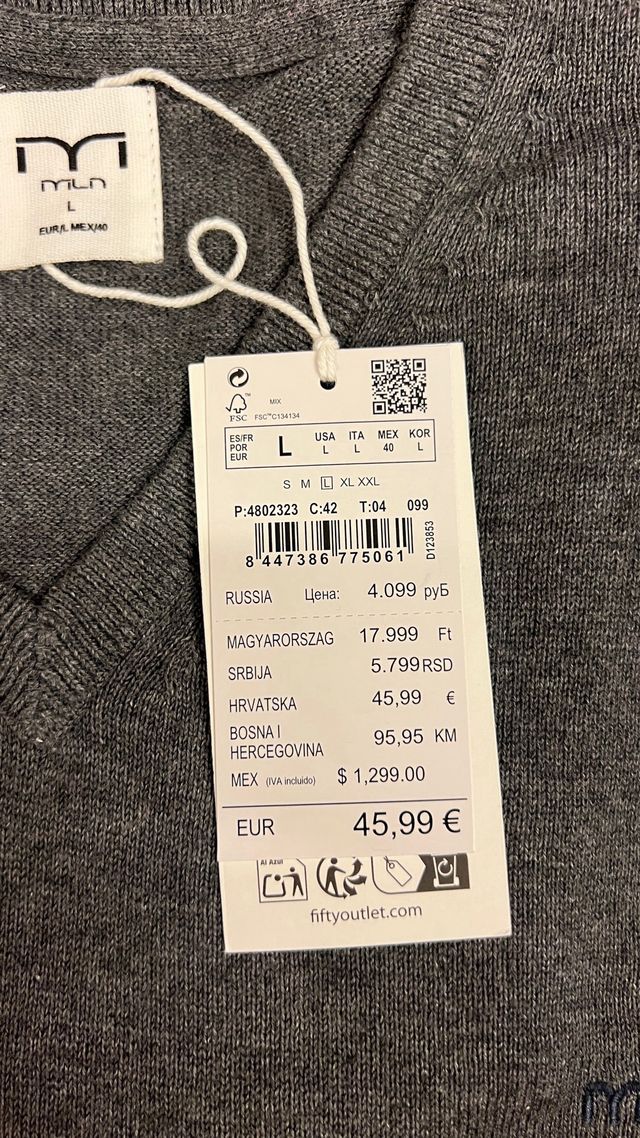 MILN
L
EUR/L MEX/40
MIX
FSC
FSC™C134134
ES/FR POR EUR L USA L ITA L MEX 40 KOR L
S M L XL XXL
P:4802323 C:42 T:04 099
8 447386 775061
D123853
RUSSIA Цена: 4.099 руБ
MAGYARORSZAG 17.999 Ft
SRBIJA 5.799 RSD
HRVATSKA 45,99 €
BOSNA I
HERCEGOVINA 95,95 KM
MEX (IVA incluido) $ 1,299.00
EUR 45,99 €
Al Azul
fiftyoutlet.com